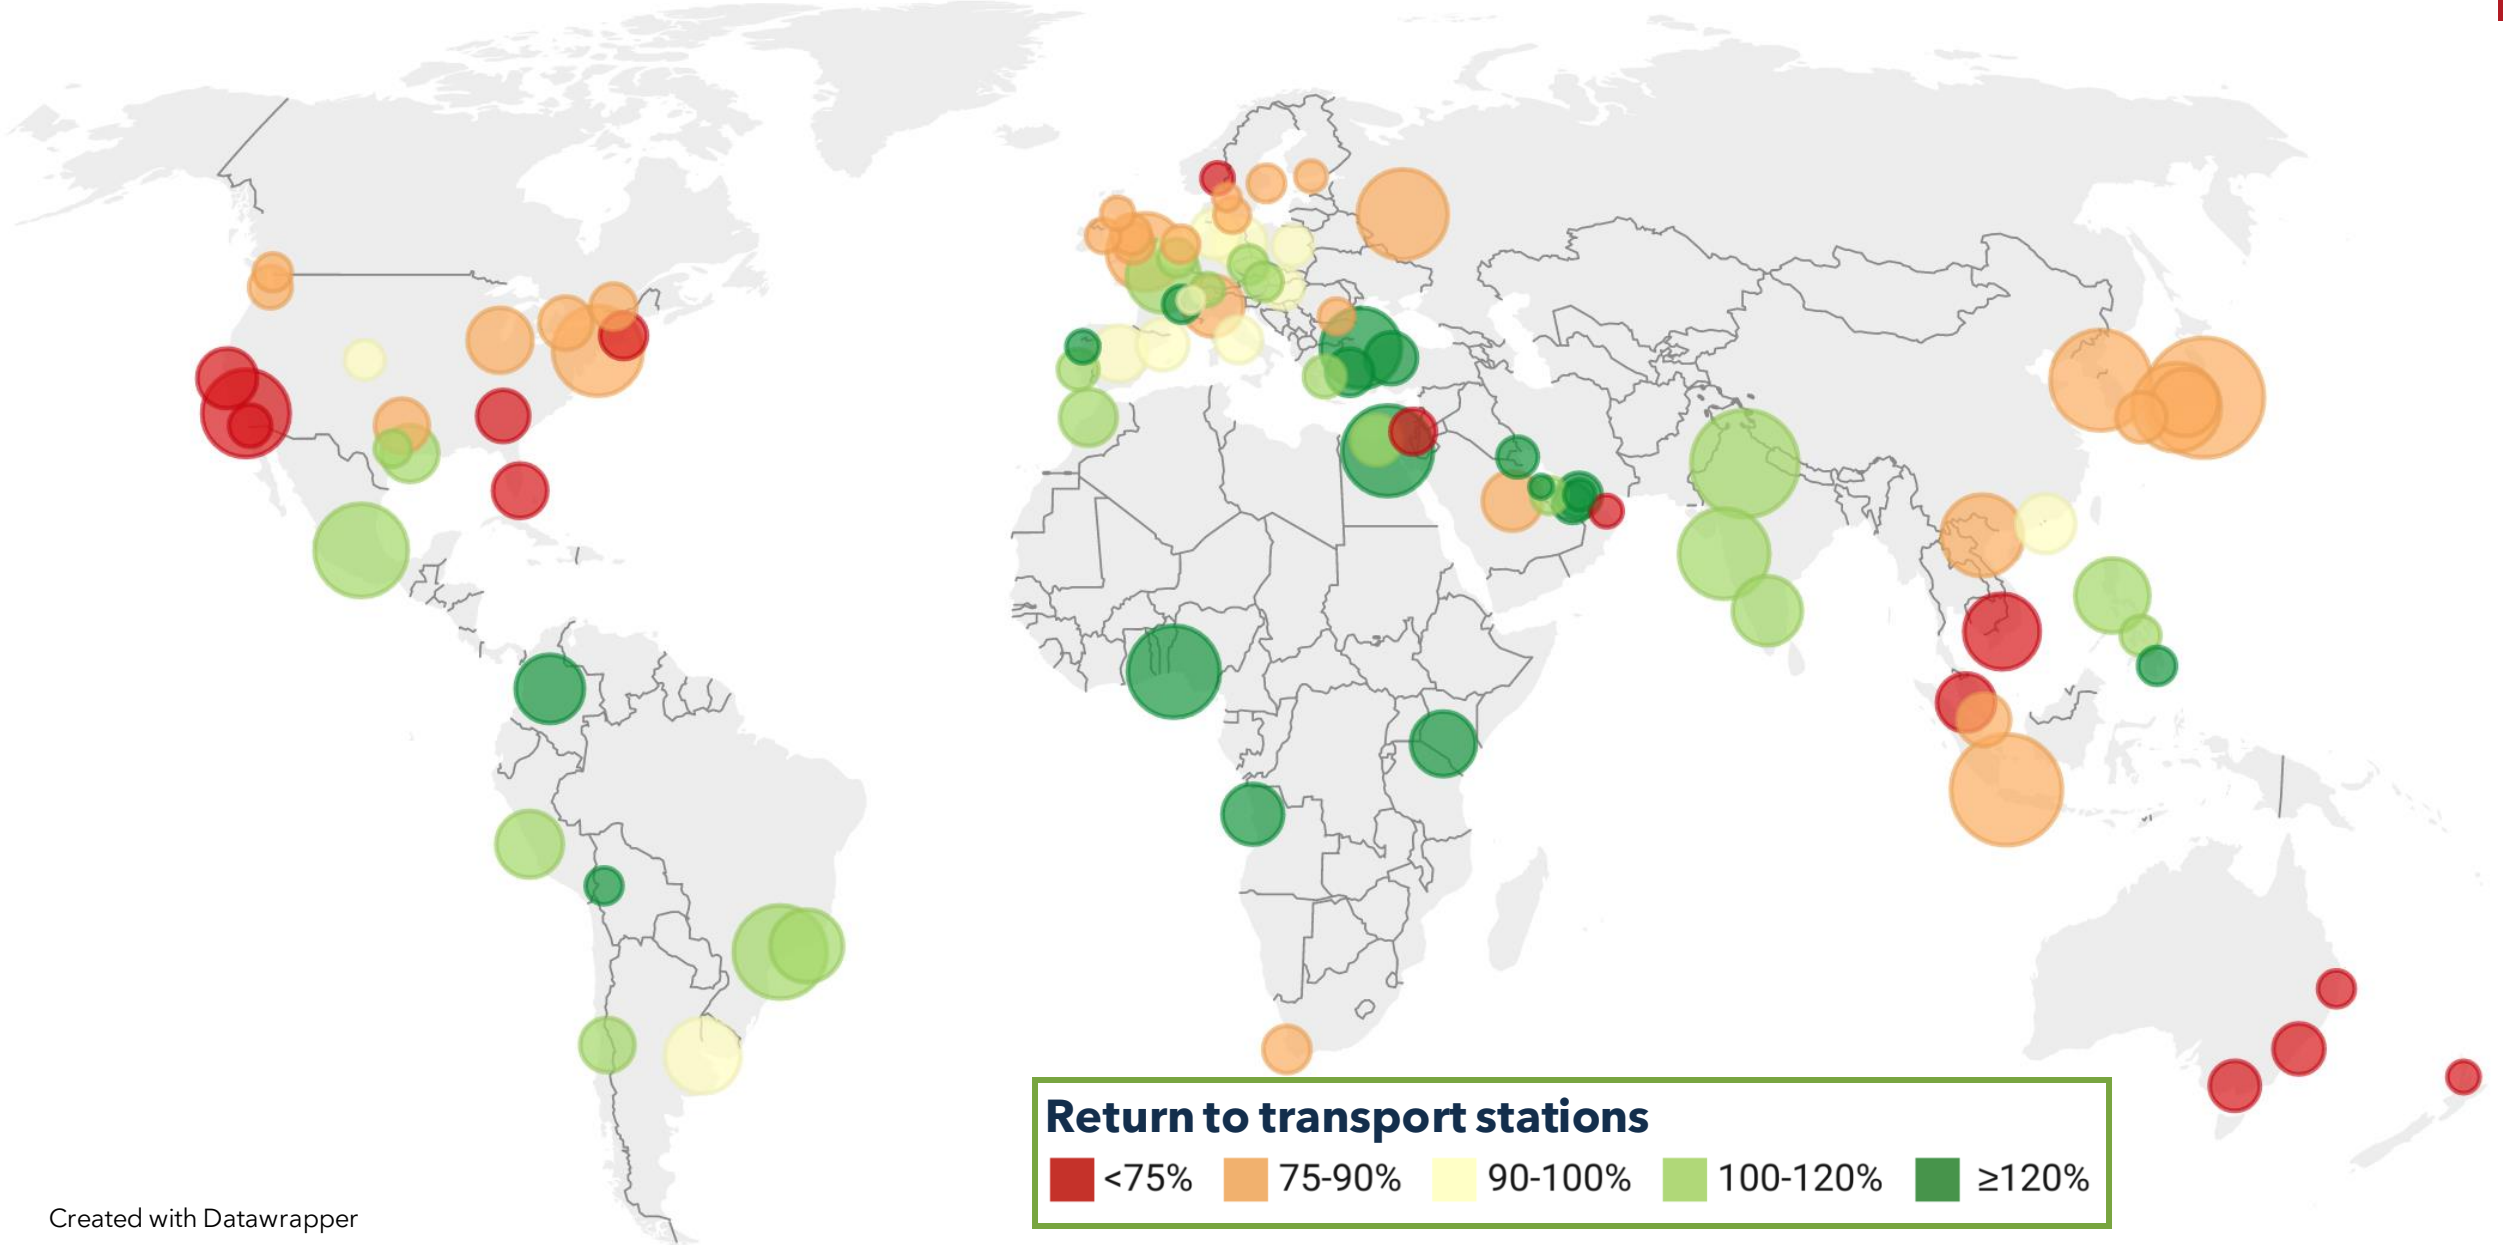 Return to transport stations
<75% 75-90% 90-100% 100-120% ≥120%
Created with Datawrapper